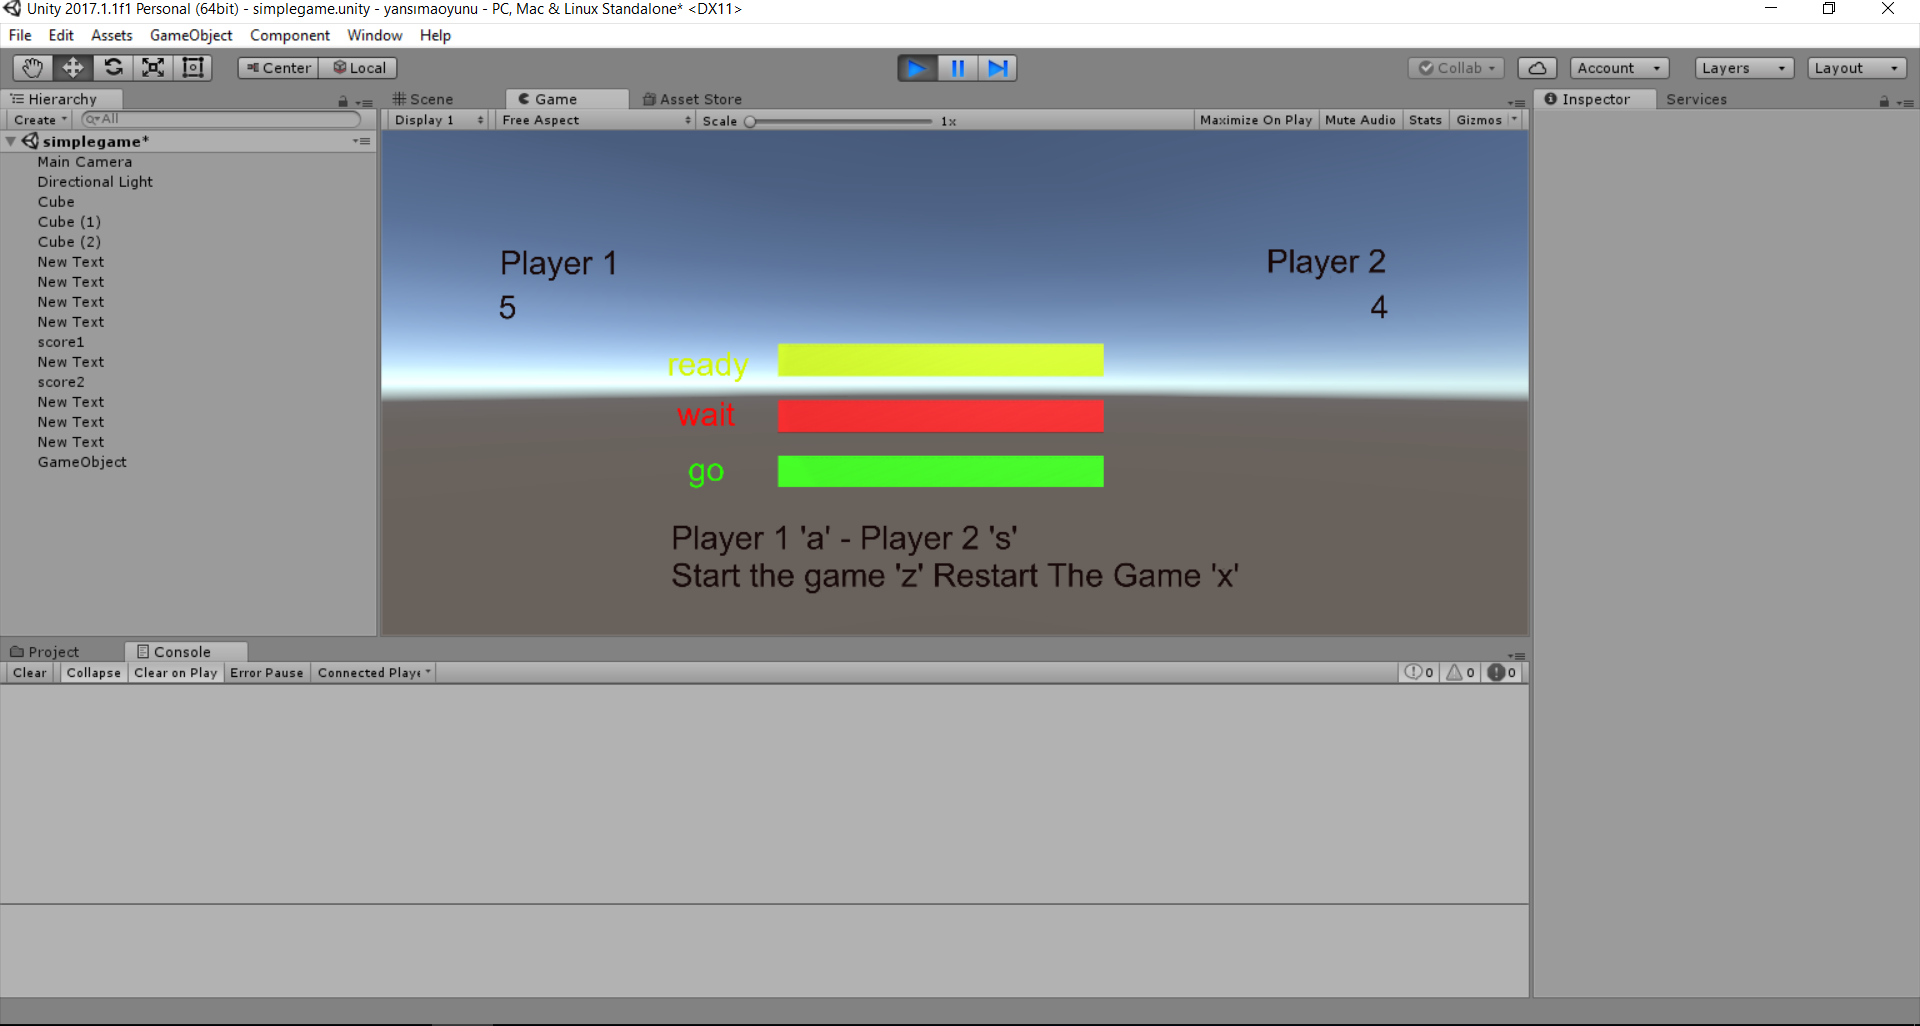 Unity 2017.1.1f1 Personal (64bit) - simplegame.unity - yansımaoyunu - PC, Mac & Linux Standalone* <DX11>
File Edit Assets GameObject Component Window Help
Center Local Collab Account Layers Layout
Hierarchy
Create All
simplegame*
Main Camera
Directional Light
Cube
Cube (1)
Cube (2)
New Text
New Text
New Text
New Text
score1
New Text
score2
New Text
New Text
New Text
GameObject
Scene Game Asset Store
Display 1 Free Aspect Scale 1x Maximize On Play Mute Audio Stats Gizmos
Player 1 Player 2
5 4
ready
wait
go
Player 1 'a' - Player 2 's'
Start the game 'z' Restart The Game 'x'
Inspector Services
Project Console
Clear Collapse Clear on Play Error Pause Connected Playe 0 0 0